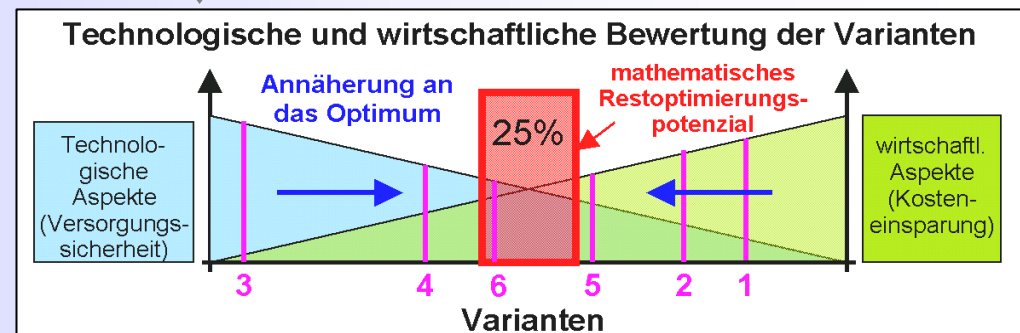 Technologische und wirtschaftliche Bewertung der Varianten
Annäherung an
das Optimum
mathematisches
Restoptimierungs-
potenzial
25%
Technolo-
gische
Aspekte
(Versorgungs-
sicherheit)
wirtschaftl.
Aspekte
(Kosten-
einsparung)
3 4 6 5 2 1
Varianten